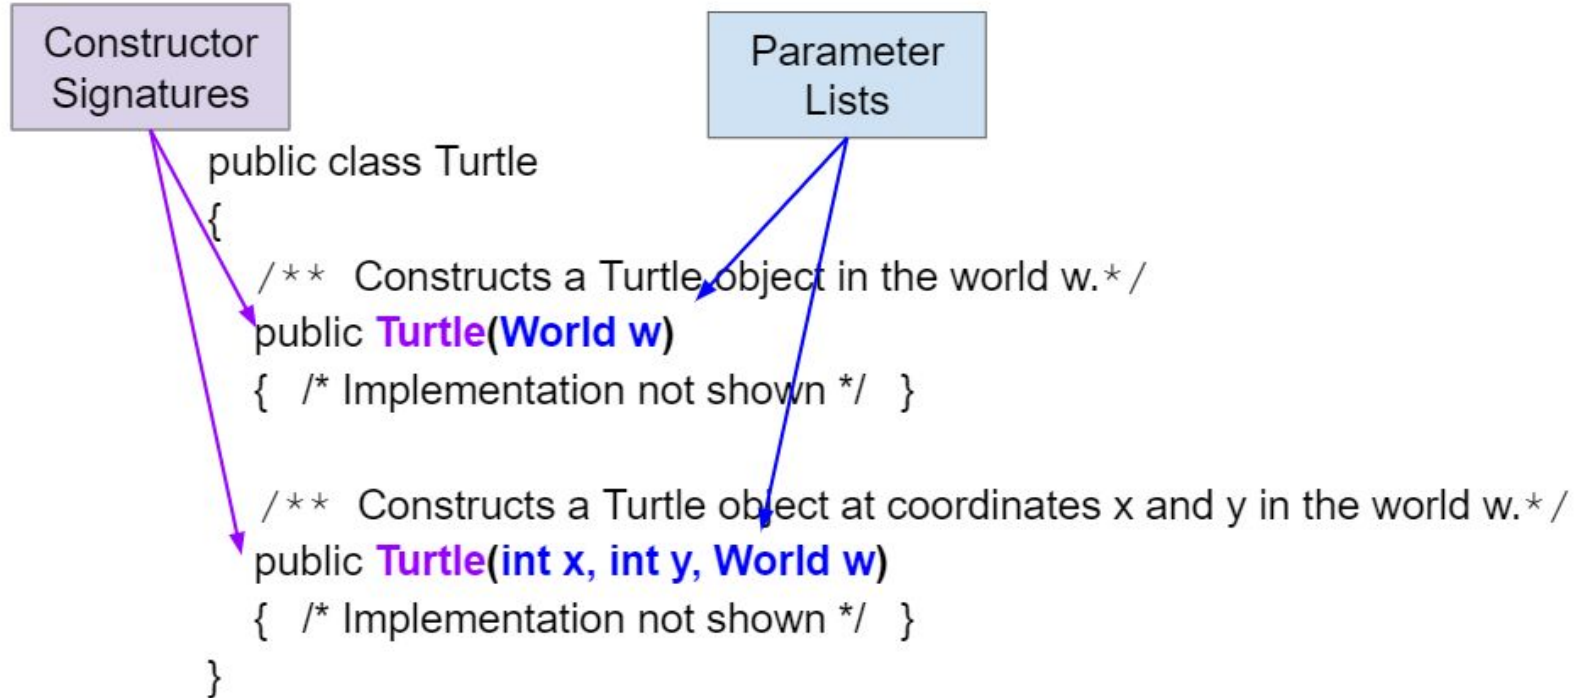 Constructor
Signatures
Parameter
Lists
public class Turtle
{
/** Constructs a Turtle object in the world w.*/
public Turtle(World w)
{ /* Implementation not shown */ }
/** Constructs a Turtle object at coordinates x and y in the world w.*/
public Turtle(int x, int y, World w)
{ /* Implementation not shown */ }
}